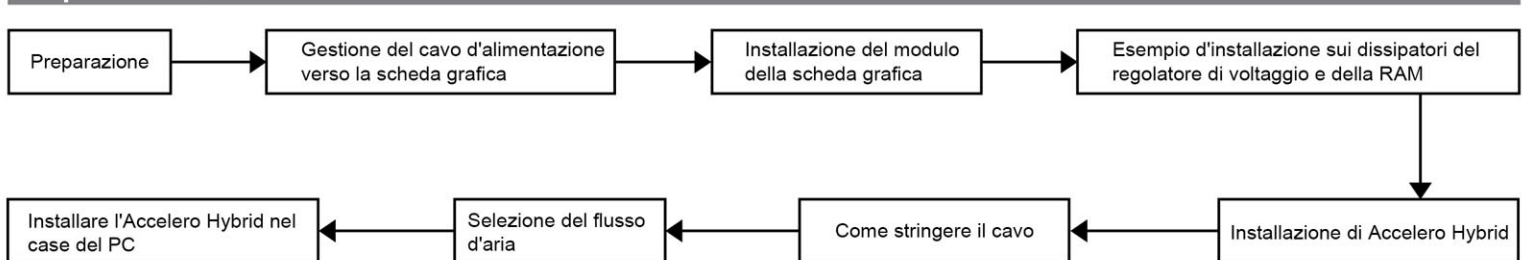 Preparazione
Gestione del cavo d'alimentazione
verso la scheda grafica
Installazione del modulo
della scheda grafica
Esempio d'installazione sui dissipatori del
regolatore di voltaggio e della RAM
Installazione di Accelero Hybrid
Come stringere il cavo
Selezione del flusso
d'aria
Installare l'Accelero Hybrid nel
case del PC